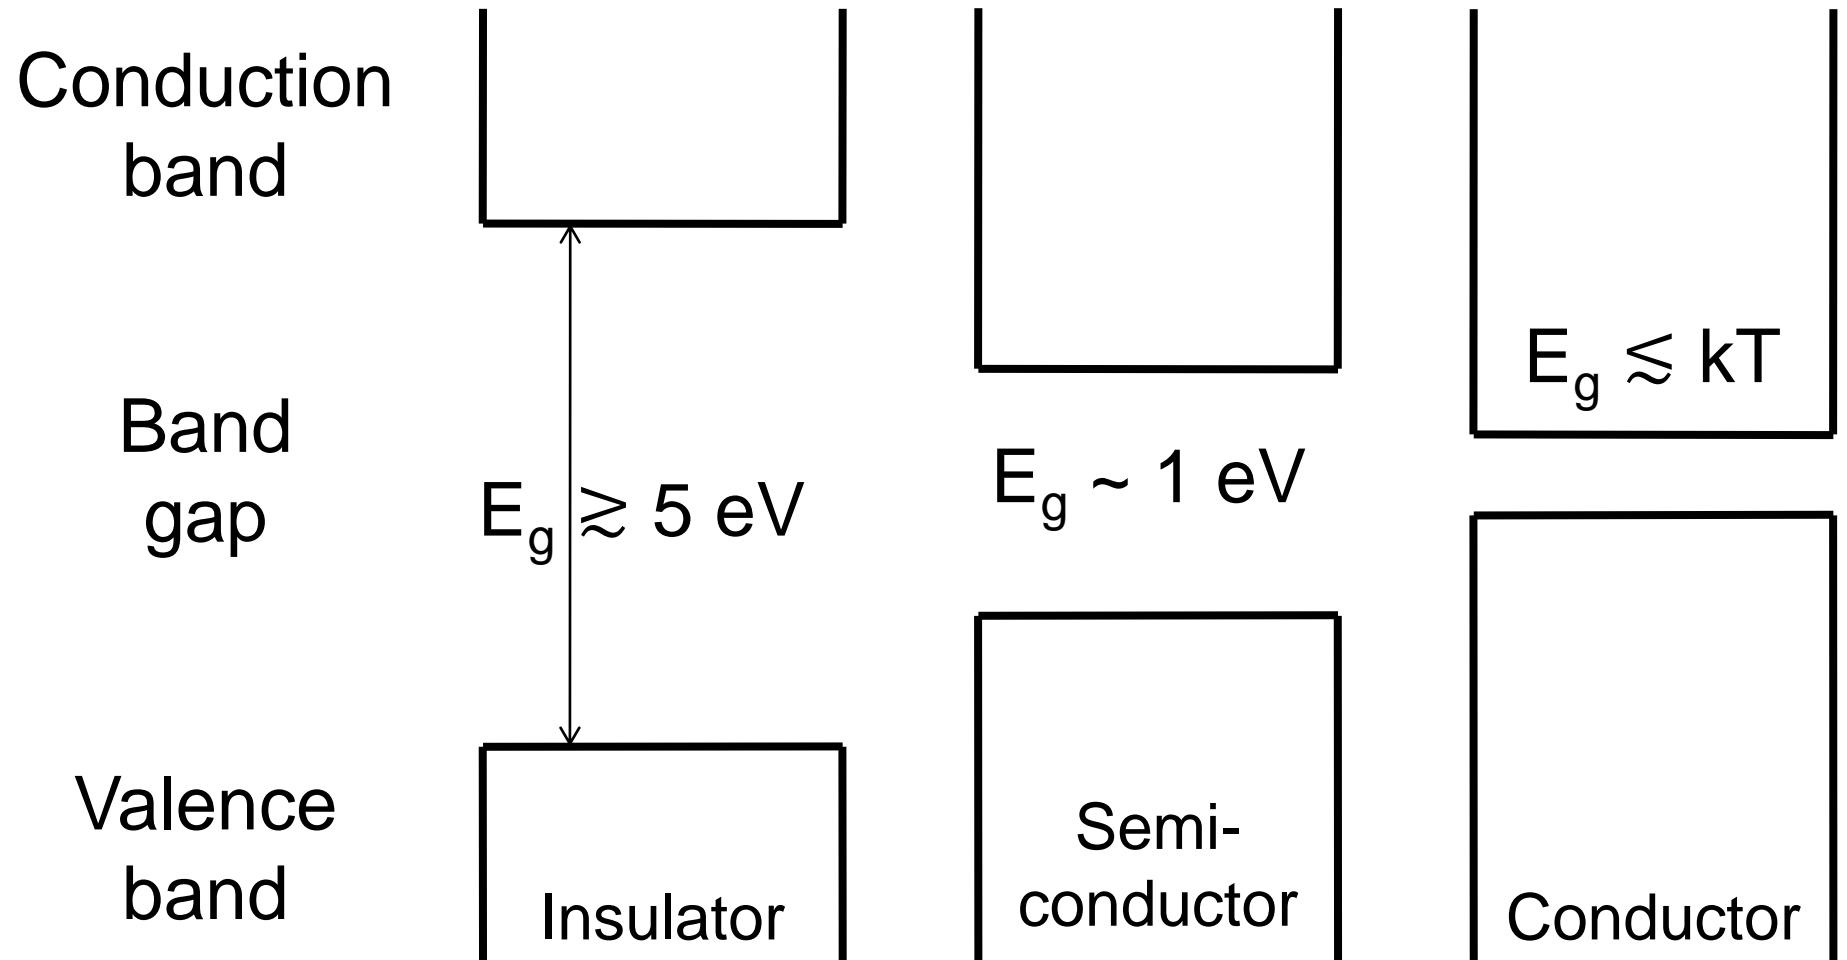 Conduction
band
Band
gap
Valence
band
E_g ≳ 5 eV
Insulator
E_g ~ 1 eV
Semi-
conductor
E_g ≲ kT
Conductor